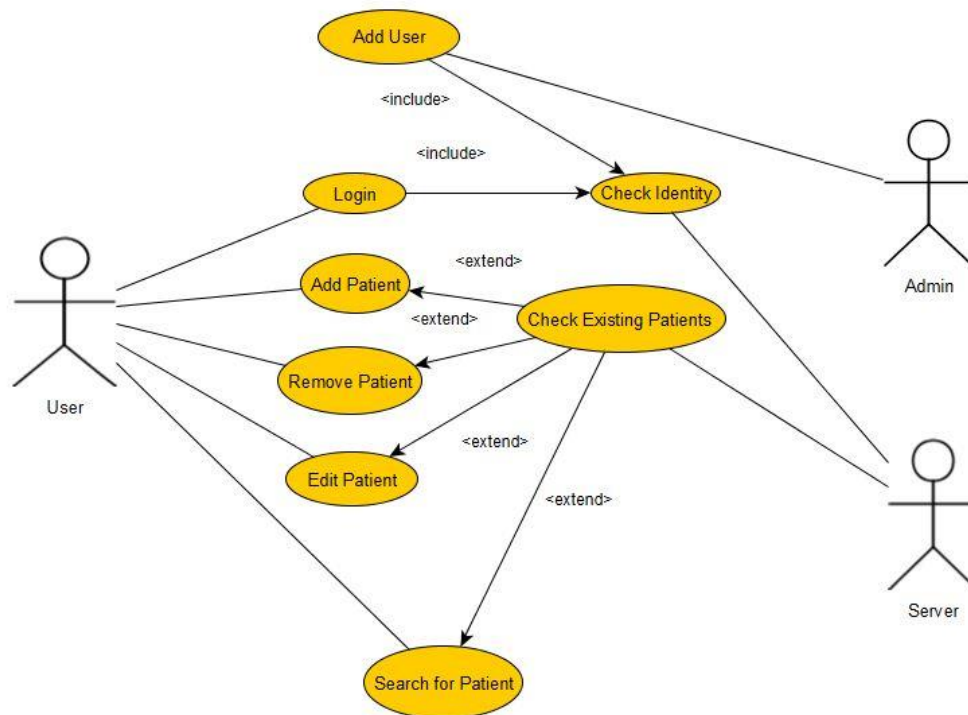 Add User
<include>
<include>
Login
Check Identity
<extend>
Add Patient
Admin
<extend>
Check Existing Patients
Remove Patient
User
<extend>
Edit Patient
<extend>
Server
Search for Patient